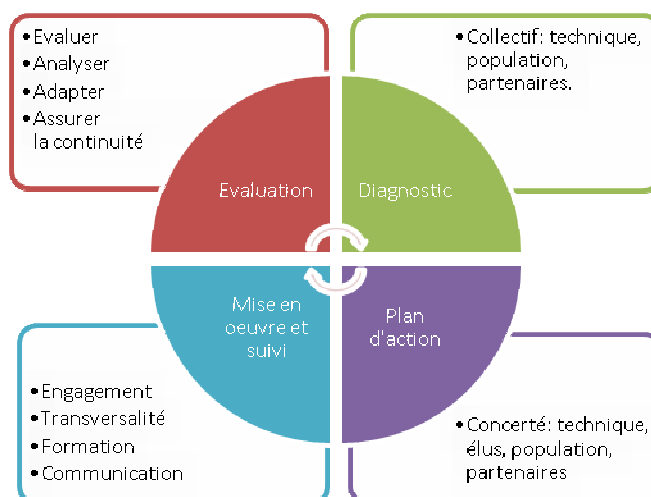 • Evaluer
• Analyser
• Adapter
• Assurer
la continuité
• Collectif: technique,
population,
partenaires.
Evaluation
Diagnostic
Mise en
oeuvre et
suivi
Plan
d'action
• Engagement
• Transversalité
• Formation
• Communication
• Concerté: technique,
élus, population,
partenaires